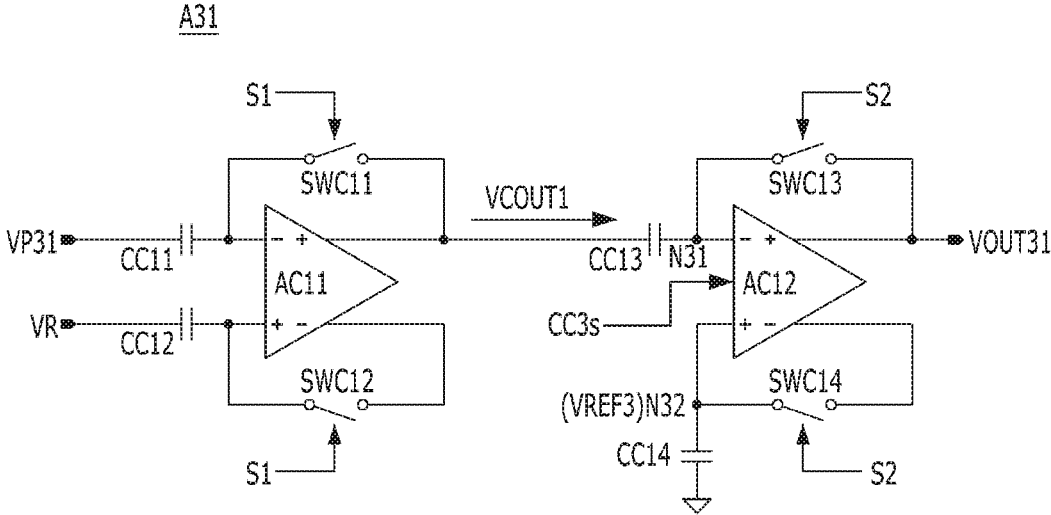 A31
S1
S2
SWC11
SWC13
VCOUT1
VP31
CC11
- +
AC11
CC13
N31
- +
AC12
VOUT31
VR
CC12
+ -
CC3s
+ -
SWC12
SWC14
(VREF3)N32
CC14
S1
S2